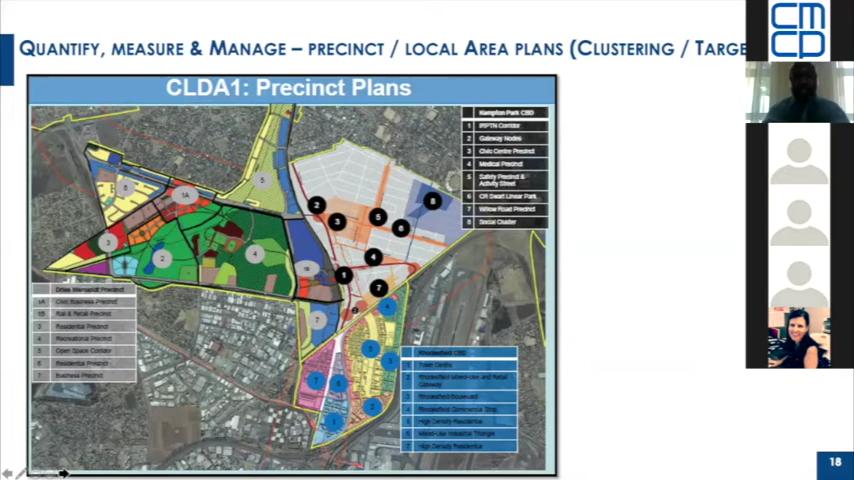 QUANTIFY, MEASURE & MANAGE – PRECINCT / LOCAL AREA PLANS (CLUSTERING / TARGE
CMCP
CLDA1: Precinct Plans
Kempton Park CBD
1 IRPTN Corridor
2 Gateway Nodes
3 Civic Centre Precinct
4 Medical Precinct
5 Safety Precinct & Activity Street
6 CR Swart Linear Park
7 Willow Road Precinct
8 Social Cluster
1A Civic Business Precinct
1B Rail & Retail Precinct
3 Residential Precinct
4 Recreational Precinct
5 Open Space Corridor
6 Residential Precinct
7 Business Precinct
Rhodesfield CBD
1 Town Centre
2 Rhodesfield Mixed-Use and Retail Gateway
3 Rhodesfield Boulevard
4 Rhodesfield Commercial Strip
5 High Density Residential
6 Mixed-Use Industrial Triangle
7 High Density Residential
18